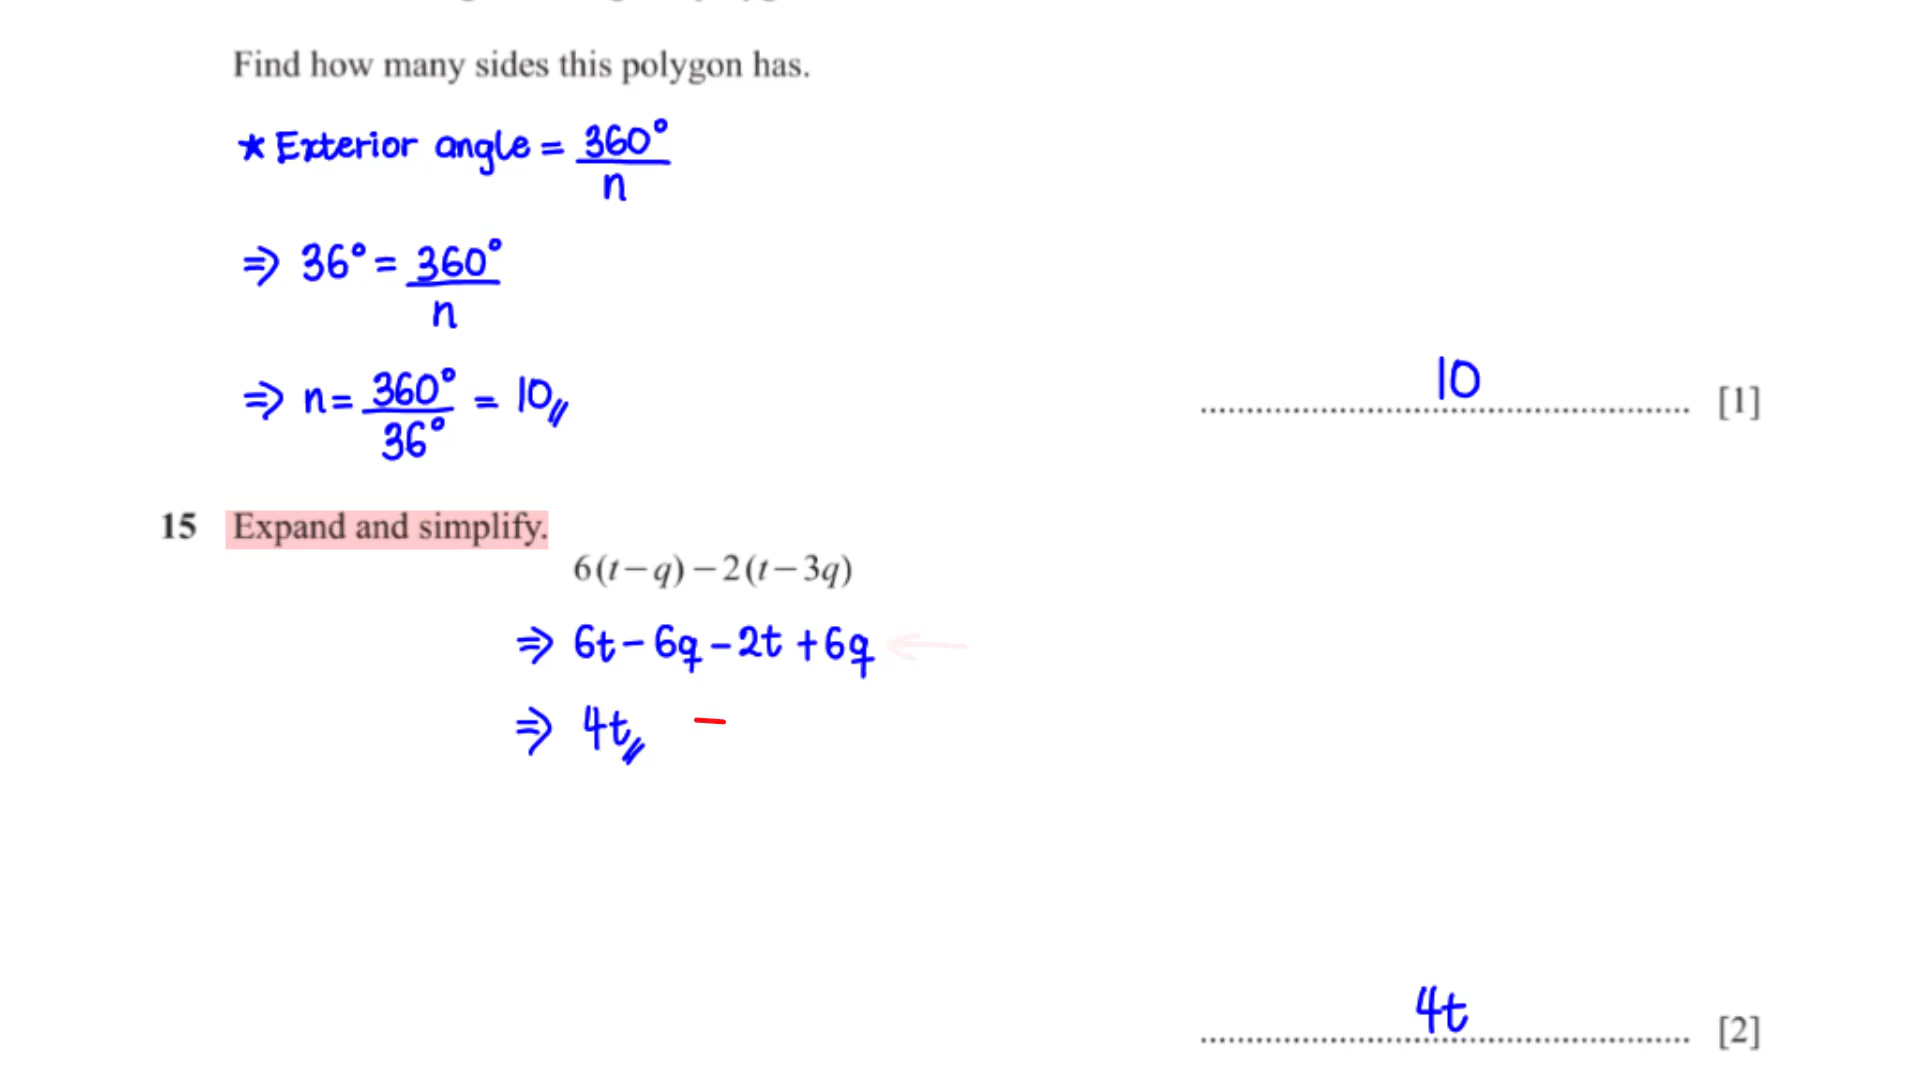 Find how many sides this polygon has.
* Exterior angle = 360° / n
⇒ 36° = 360° / n
⇒ n = 360° / 36° = 10
10 [1]
15 Expand and simplify.
6(t − q) − 2(t − 3q)
⇒ 6t − 6q − 2t + 6q
⇒ 4t
4t [2]